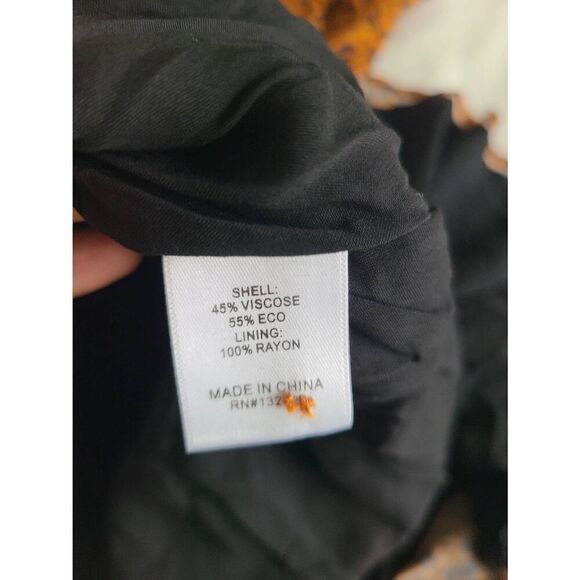 SHELL:
45% VISCOSE
55% ECO
LINING:
100% RAYON
MADE IN CHINA